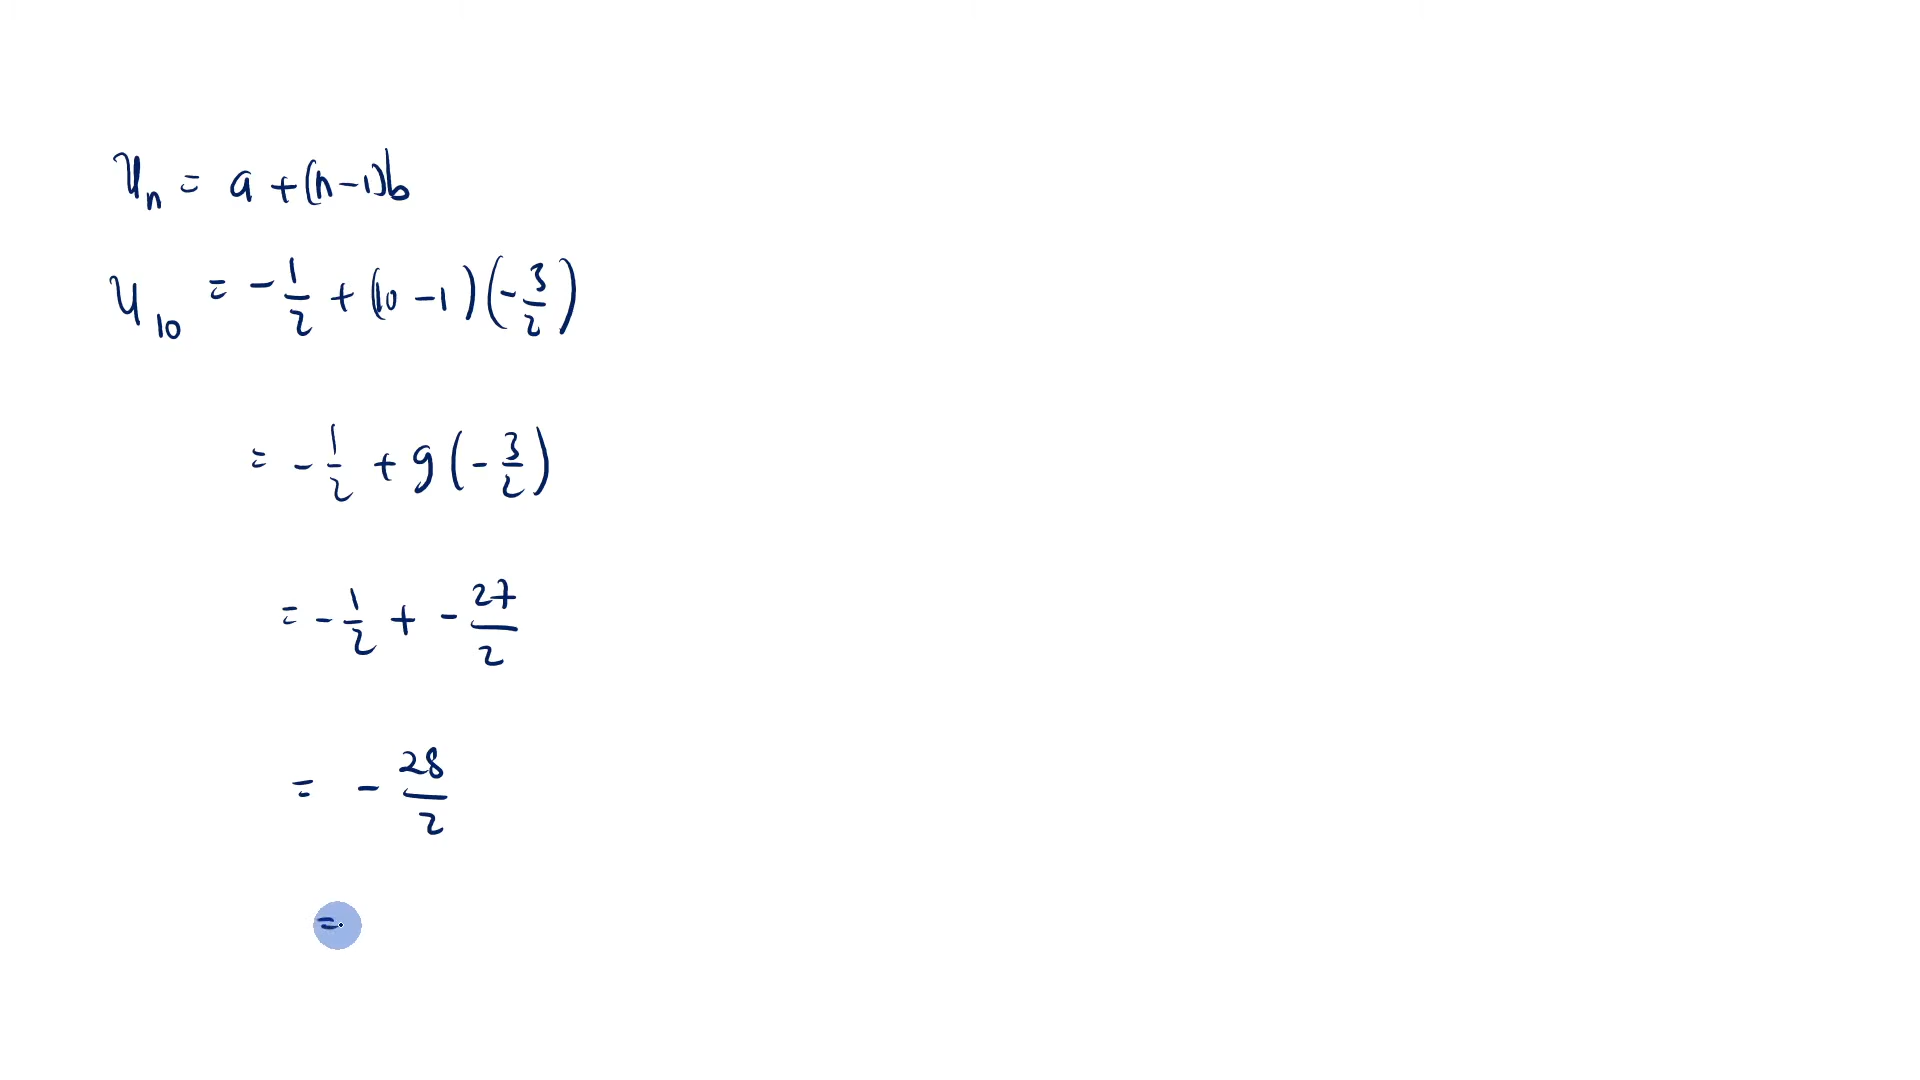 Uₙ = a + (n-1)b
U₁₀ = -1/2 + (10-1)(-3/2)
= -1/2 + 9(-3/2)
= -1/2 + -27/2
= -28/2
=